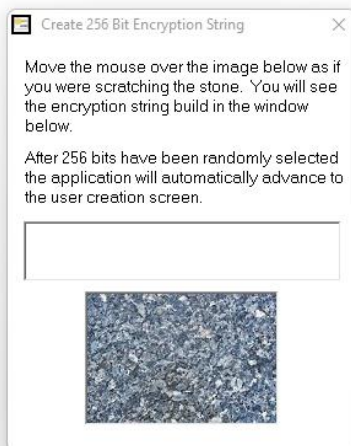 Create 256 Bit Encryption String
Move the mouse over the image below as if
you were scratching the stone. You will see
the encryption string build in the window
below.
After 256 bits have been randomly selected
the application will automatically advance to
the user creation screen.